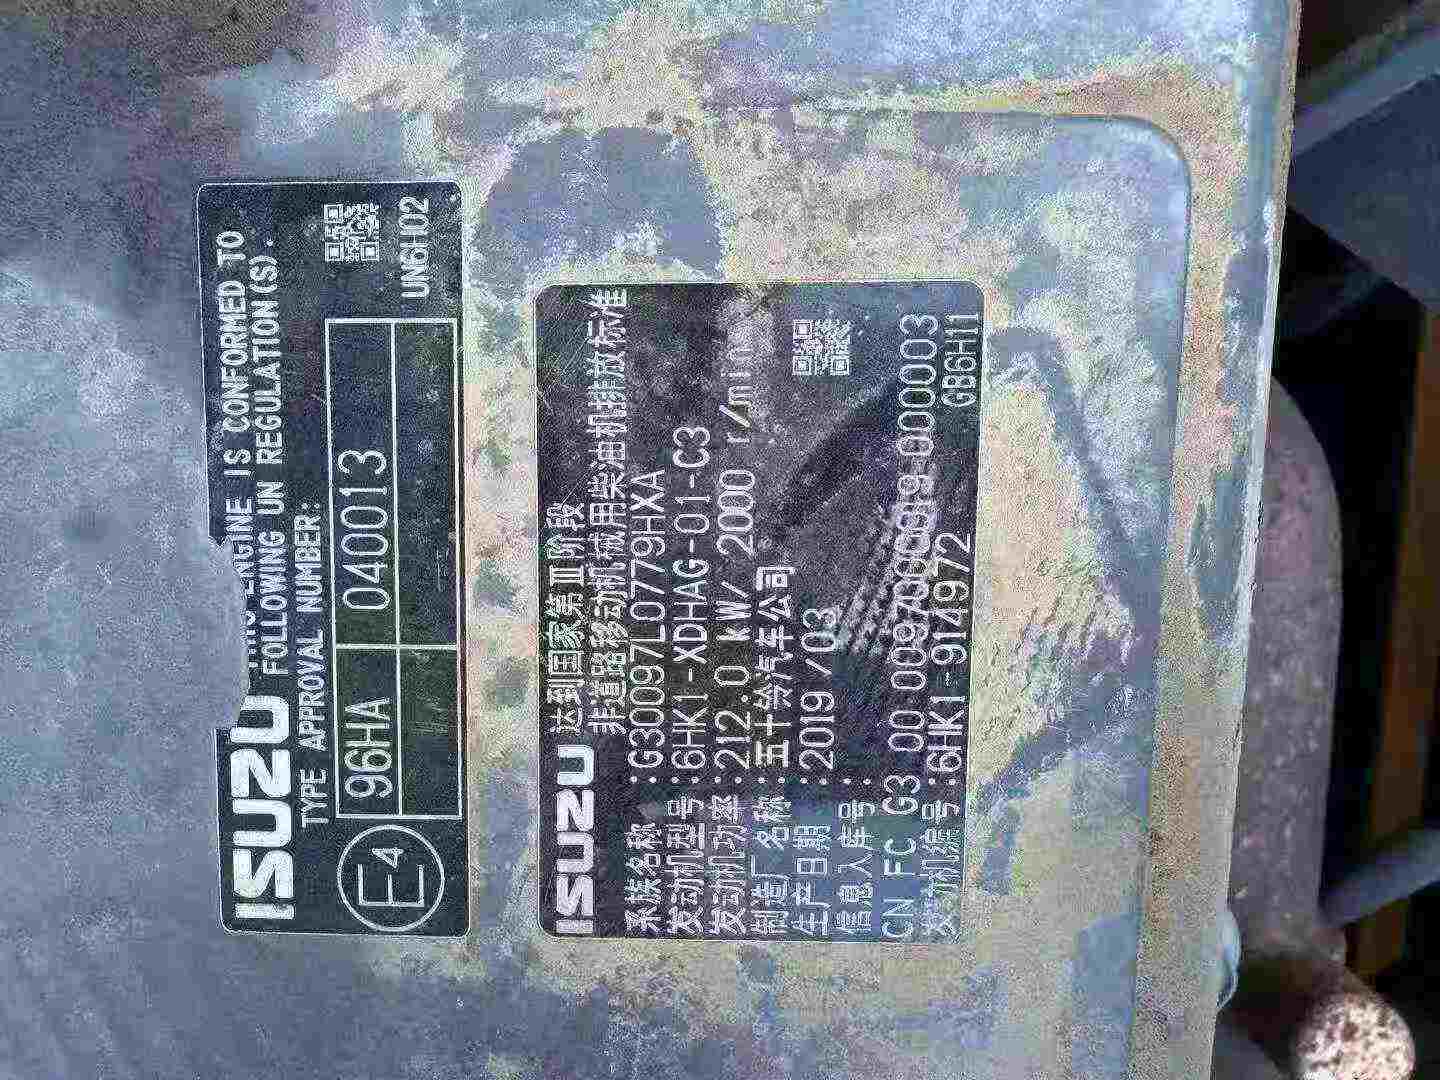 ISUZU ENGINE IS CONFORMED TO
FOLLOWING UN REGULATION(S).
TYPE APPROVAL NUMBER:
96HA 040013
E4
UN6H02
ISUZU 达到国家第Ⅲ阶段
非道路移动机械用柴油机排放标准
系族名称:G30097L0779HXA
发动机型号:6HK1-XDHAG-01-C3
发动机功率:212.0 kW/ 2000 r/min
制造厂名称:五十铃汽车公司
生产日期:2019 /03
信息入库号:
CN FC G3 00
发动机编号:6HK1-914972
GB6H11